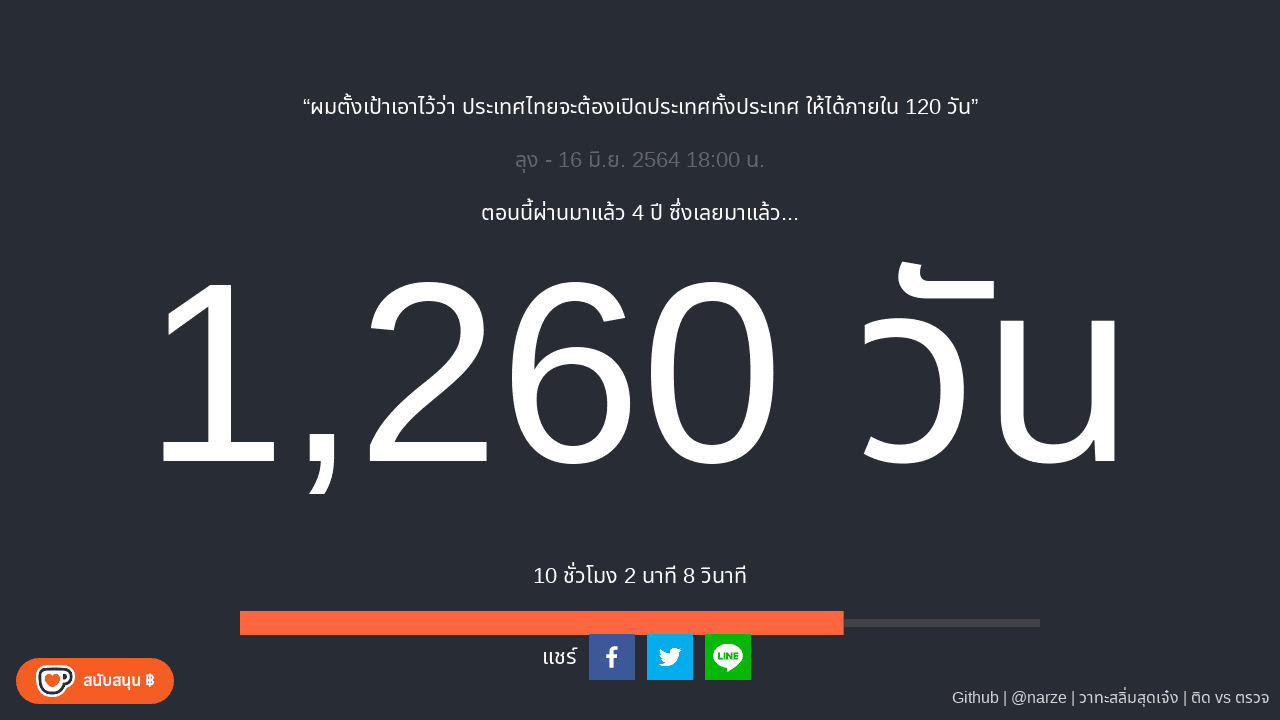 “ผมตั้งเป้าเอาไว้ว่า ประเทศไทยจะต้องเปิดประเทศทั้งประเทศ ให้ได้ภายใน 120 วัน”
ลุง - 16 มิ.ย. 2564 18:00 น.
ตอนนี้ผ่านมาแล้ว 4 ปี ซึ่งเลยมาแล้ว...
1,260 วัน
10 ชั่วโมง 2 นาที 8 วินาที
แชร์
LINE
สนับสนุน ฿
Github | @narze | วาทะสลิ่มสุดเจ๋ง | ติด vs ตรวจ